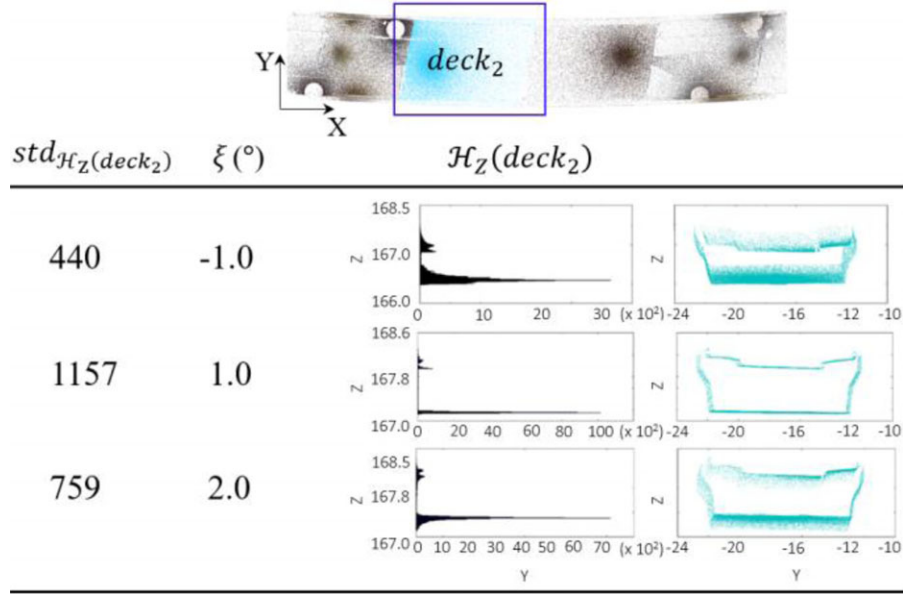 deck₂
Y
X
std_ℋ_Z(deck₂) ξ (°) ℋ_Z(deck₂)
440 -1.0
168.5
167.0
166.0
Z
0 10 20 30 (x 10²)
Z
-24 -20 -16 -12 -10
1157 1.0
168.6
167.8
167.0
Z
0 20 40 60 80 100 (x 10²)
Z
-24 -20 -16 -12 -10
759 2.0
168.5
167.8
167.0
Z
0 10 20 30 40 50 60 70 (x 10²)
Y
Z
-24 -20 -16 -12 -10
Y